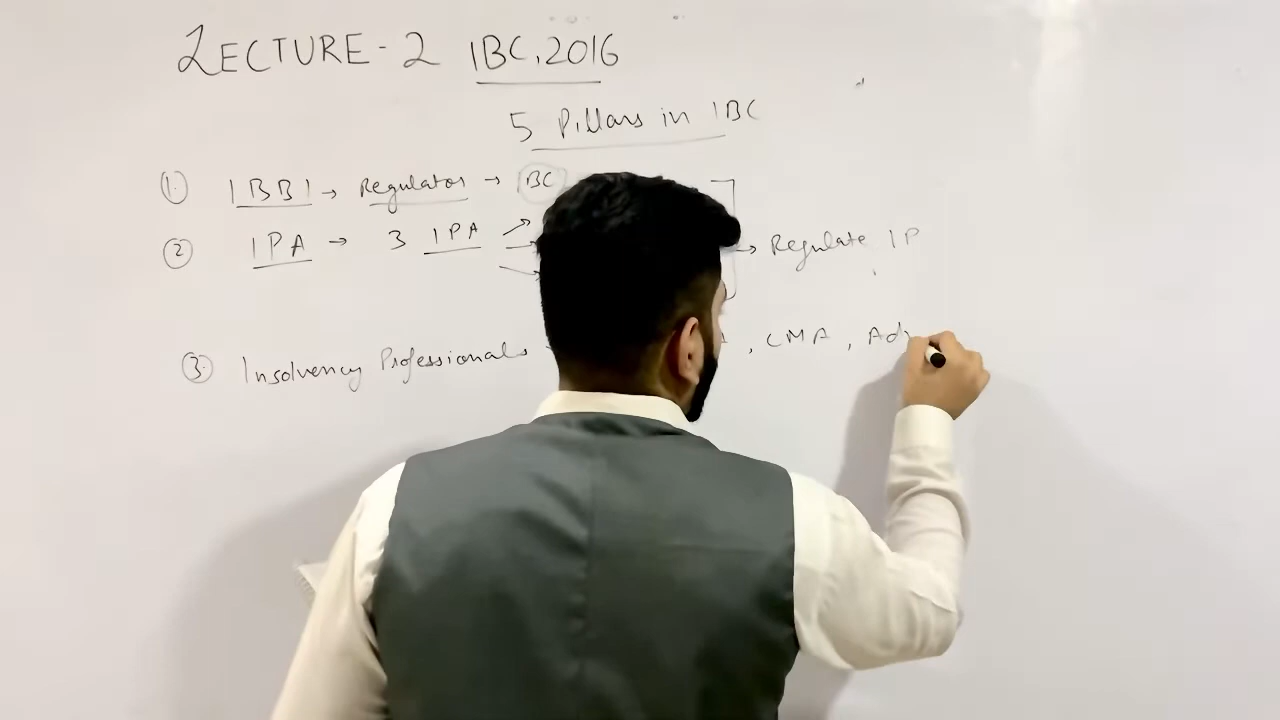 LECTURE - 2 IBC, 2016
5 Pillars in IBC
1. IBBI → Regulator → IBC
2 IPA → 3 IPA → Regulate IP
3. Insolvency Professionals , CMA , Adv